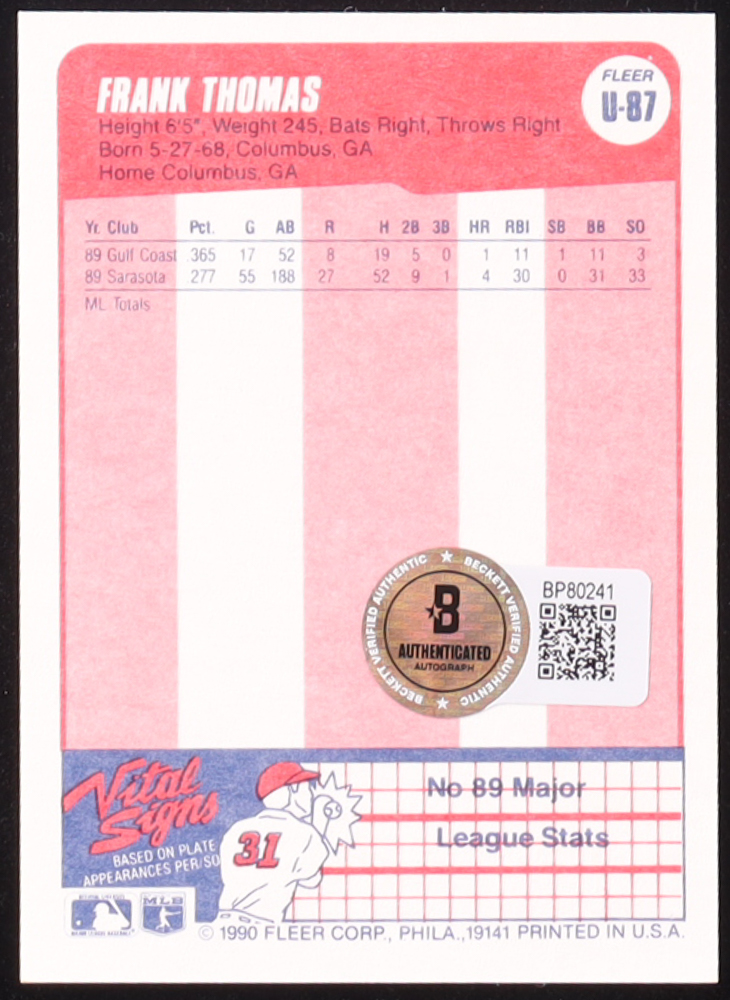 FRANK THOMAS
FLEER
U-87
Height 6'5", Weight 245, Bats Right, Throws Right
Born 5-27-68, Columbus, GA
Home Columbus, GA
Yr. Club Pct. G AB R H 2B 3B HR RBI SB BB SO
89 Gulf Coast .365 17 52 8 19 5 0 1 11 1 11 3
89 Sarasota .277 55 188 27 52 9 1 4 30 0 31 33
ML Totals
BECKETT VERIFIED AUTHENTIC
BECKETT VERIFIED AUTHENTIC
B
AUTHENTICATED
AUTOGRAPH
BP80241
Vital
Signs
BASED ON PLATE
APPEARANCES PER/SO
31
No 89 Major
League Stats
MLB
© 1990 FLEER CORP., PHILA.,19141 PRINTED IN U.S.A.